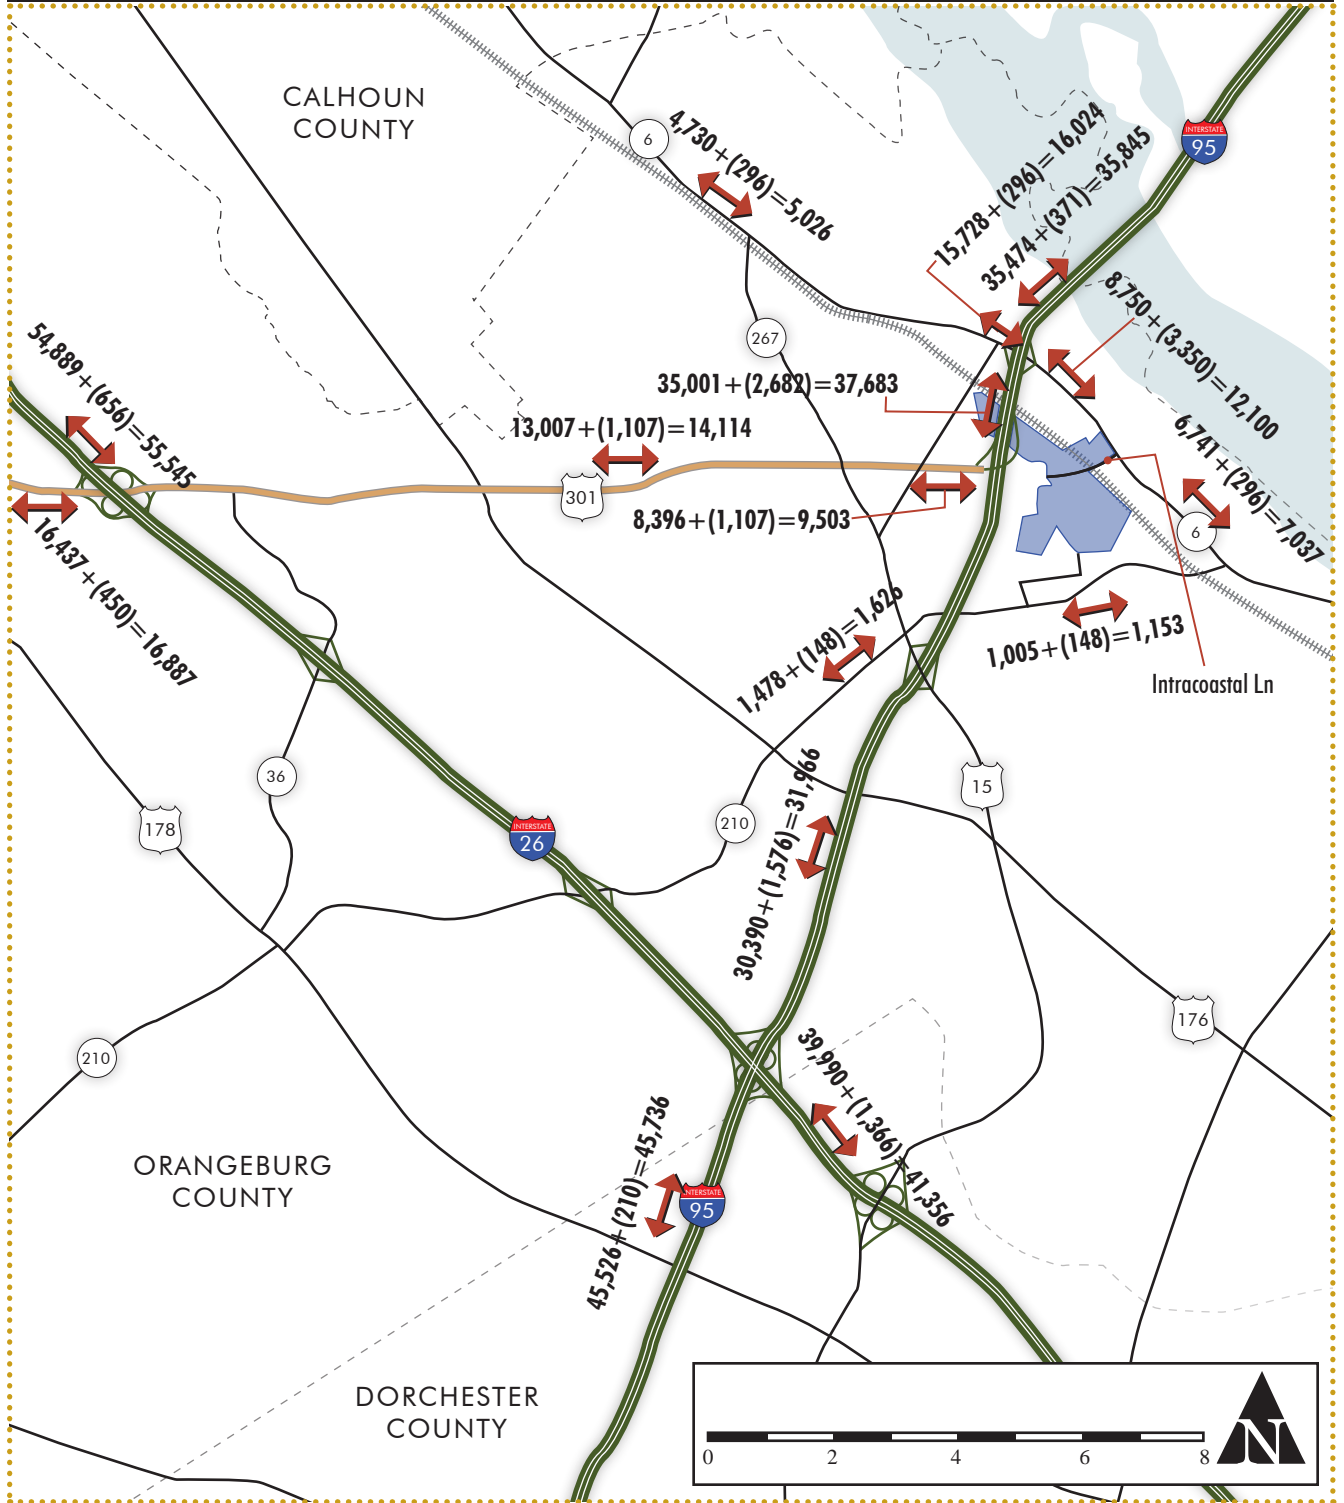 CALHOUN
COUNTY
6
4,730+(296)=5,026
15,728+(296)=16,024
35,474+(371)=35,845
INTERSTATE
95
267
8,750+(3,350)=12,100
54,889+(656)=55,545
35,001+(2,682)=37,683
13,007+(1,107)=14,114
6,741+(296)=7,037
301
8,396+(1,107)=9,503
6
16,437+(450)=16,887
1,478+(148)=1,626
1,005+(148)=1,153
Intracoastal Ln
36
15
178
INTERSTATE
26
210
30,390+(1,576)=31,966
176
210
39,990+(1,366)=41,356
45,526+(210)=45,736
ORANGEBURG
COUNTY
INTERSTATE
95
DORCHESTER
COUNTY
0 2 4 6 8
N